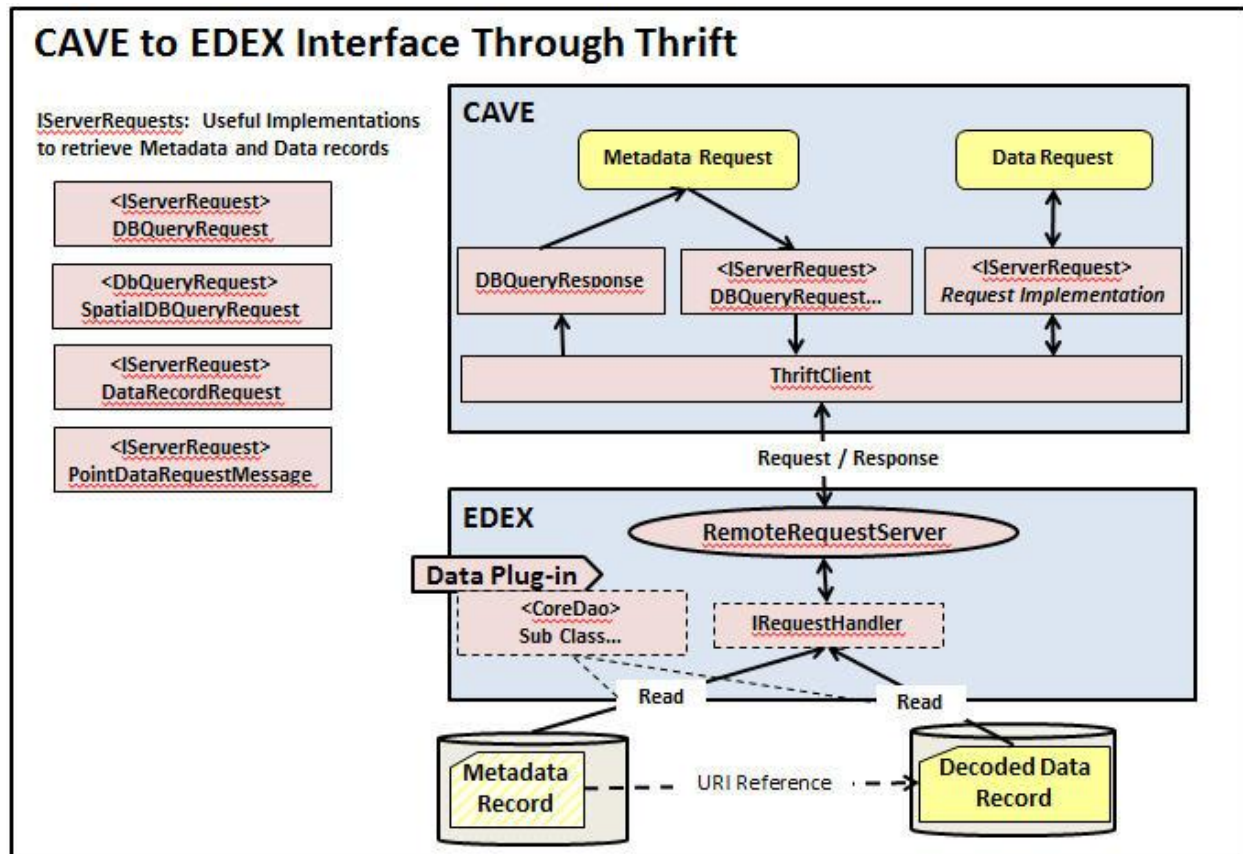 CAVE to EDEX Interface Through Thrift
IServerRequests: Useful Implementations
to retrieve Metadata and Data records
<IServerRequest>
DBQueryRequest
<DbQueryRequest>
SpatialDBQueryRequest
<IServerRequest>
DataRecordRequest
<IServerRequest>
PointDataRequestMessage
CAVE
Metadata Request
Data Request
DBQueryResponse
<IServerRequest>
DBQueryRequest...
<IServerRequest>
Request Implementation
ThriftClient
Request / Response
EDEX
RemoteRequestServer
Data Plug-in
<CoreDao>
Sub Class...
IRequestHandler
Read
Read
Metadata
Record
URI Reference
Decoded Data
Record